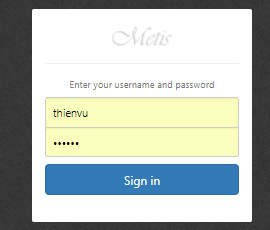 Metis
Enter your username and password
thienvu
••••••
Sign in